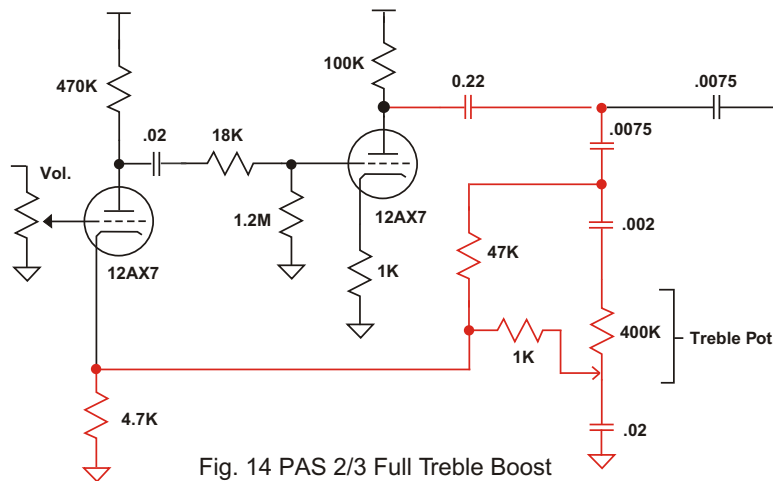 100K
0.22
.0075
470K
.02
18K
.0075
Vol.
1.2M
12AX7
.002
12AX7
47K
1K
400K
Treble Pot
1K
4.7K
.02
Fig. 14 PAS 2/3 Full Treble Boost